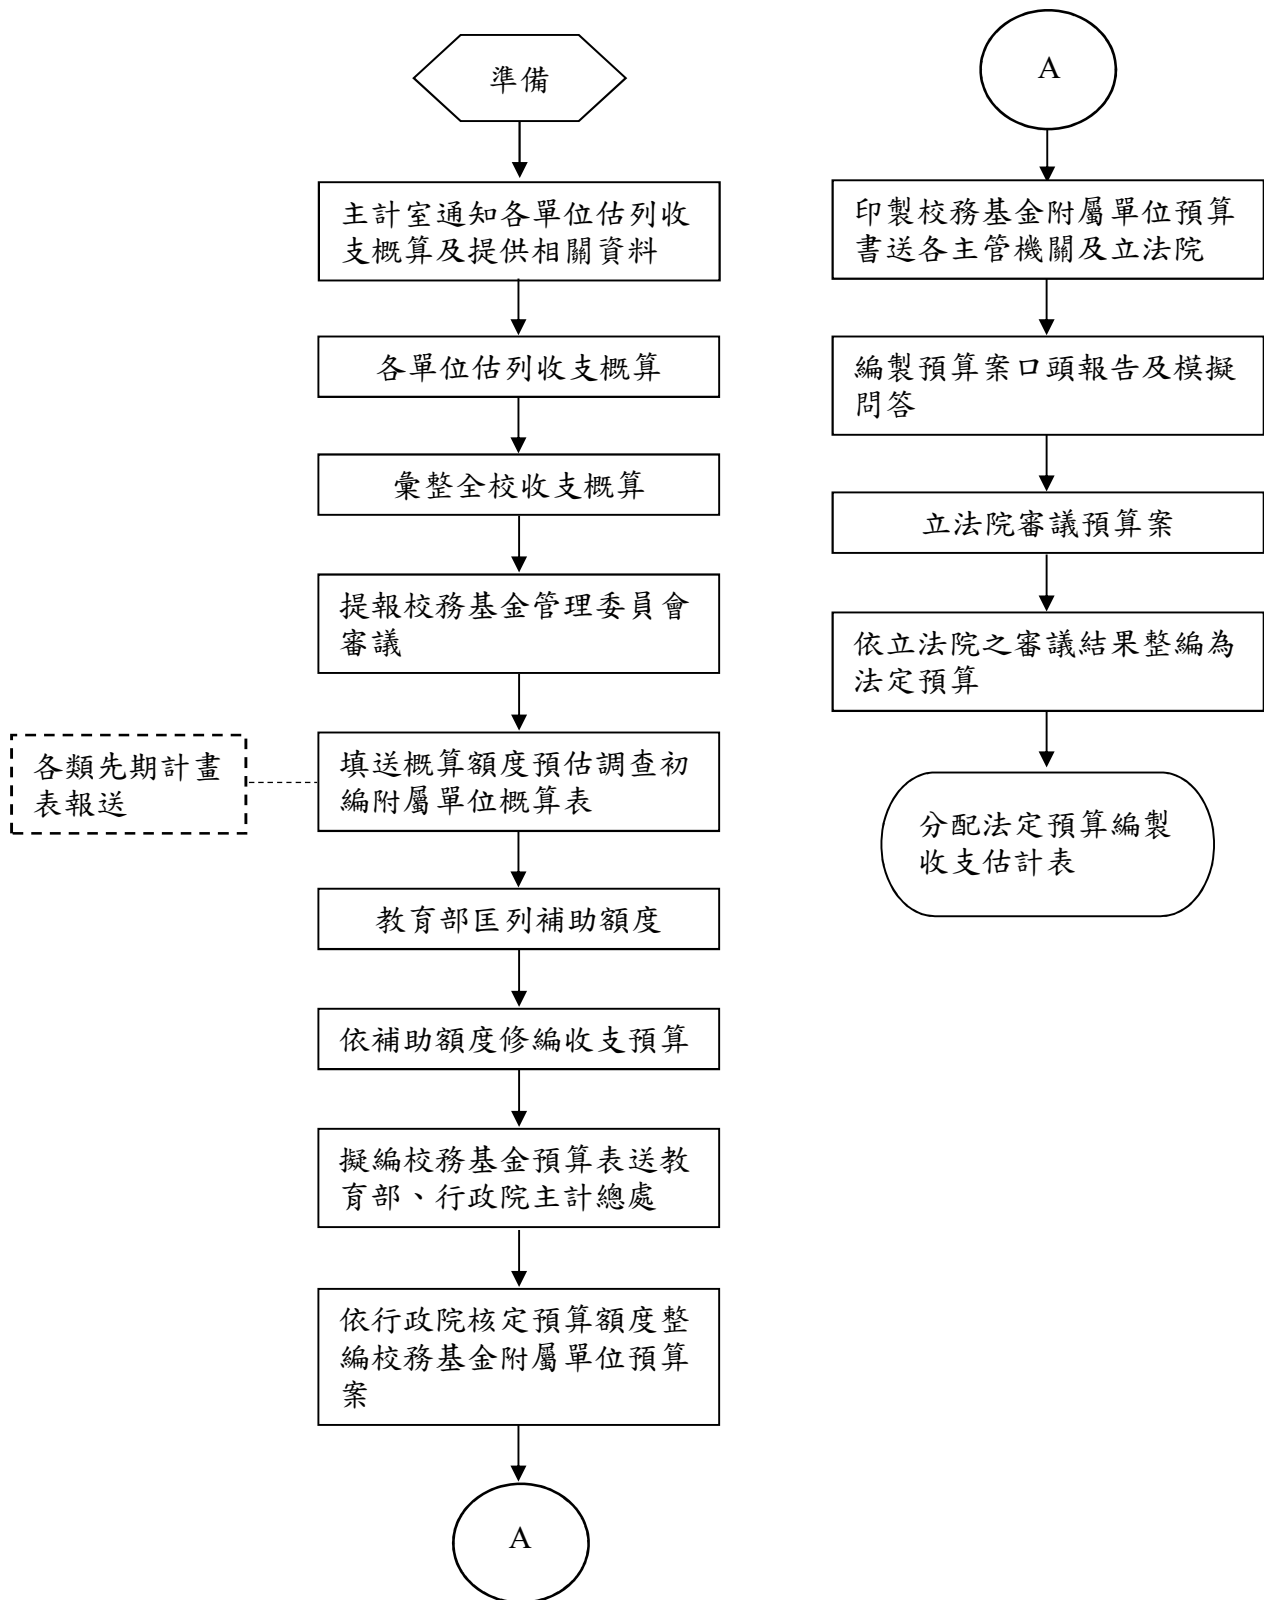 準備
主計室通知各單位估列收
支概算及提供相關資料
各單位估列收支概算
彙整全校收支概算
提報校務基金管理委員會
審議
各類先期計畫
表報送
填送概算額度預估調查初
編附屬單位概算表
教育部匡列補助額度
依補助額度修編收支預算
擬編校務基金預算表送教
育部、行政院主計總處
依行政院核定預算額度整
編校務基金附屬單位預算
案
A
A
印製校務基金附屬單位預算
書送各主管機關及立法院
編製預算案口頭報告及模擬
問答
立法院審議預算案
依立法院之審議結果整編為
法定預算
分配法定預算編製
收支估計表